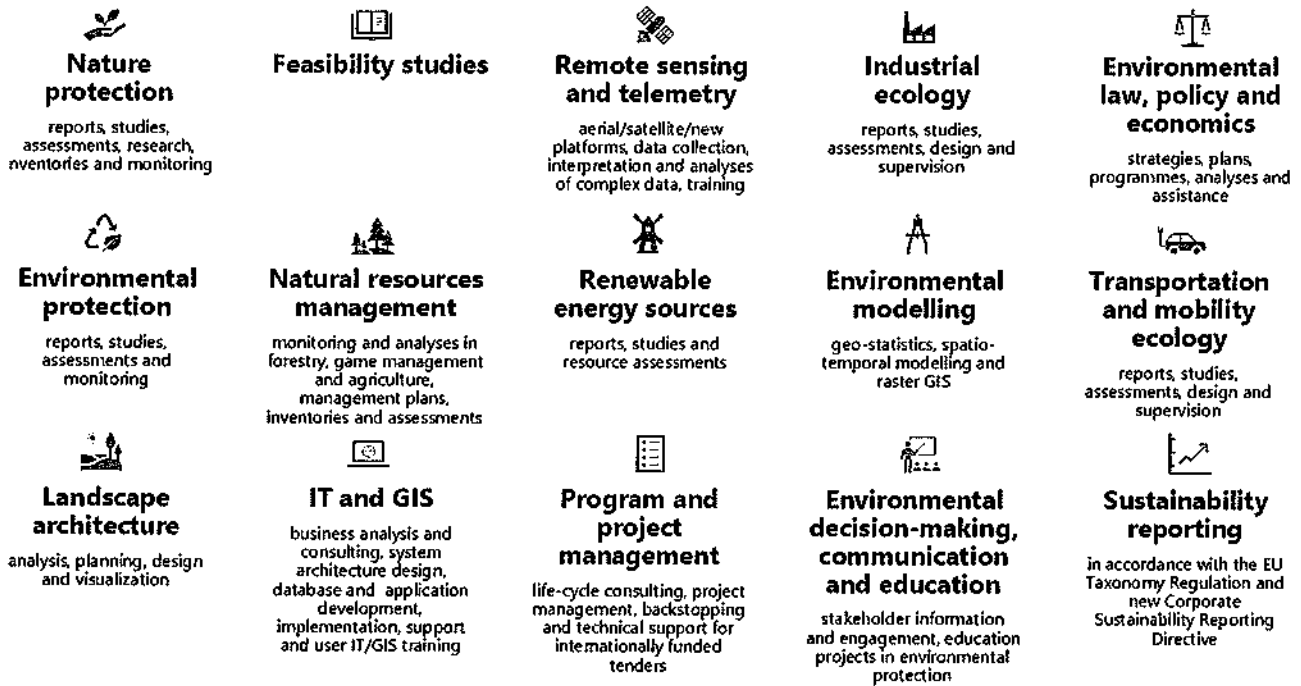 Nature
protection
reports, studies,
assessments, research,
nventories and monitoring
Feasibility studies
Remote sensing
and telemetry
aerial/satellite/new
platforms, data collection,
interpretation and analyses
of complex data, training
Industrial
ecology
reports, studies,
assessments, design and
supervision
Environmental
law, policy and
economics
strategies, plans,
programmes, analyses and
assistance
Environmental
protection
reports, studies,
assessments and
monitoring
Natural resources
management
monitoring and analyses in
forestry, game management
and agriculture,
management plans,
inventories and assessments
Renewable
energy sources
reports, studies and
resource assessments
Environmental
modelling
geo-statistics, spatio-
temporal modelling and
raster GIS
Transportation
and mobility
ecology
reports, studies,
assessments, design and
supervision
Landscape
architecture
analysis, planning, design
and visualization
IT and GIS
business analysis and
consulting, system
architecture design,
database and application
development,
implementation, support
and user IT/GIS training
Program and
project
management
life-cycle consulting, project
management, backstopping
and technical support for
internationally funded
tenders
Environmental
decision-making,
communication
and education
stakeholder information
and engagement, education
projects in environmental
protection
Sustainability
reporting
in accordance with the EU
Taxonomy Regulation and
new Corporate
Sustainability Reporting
Directive